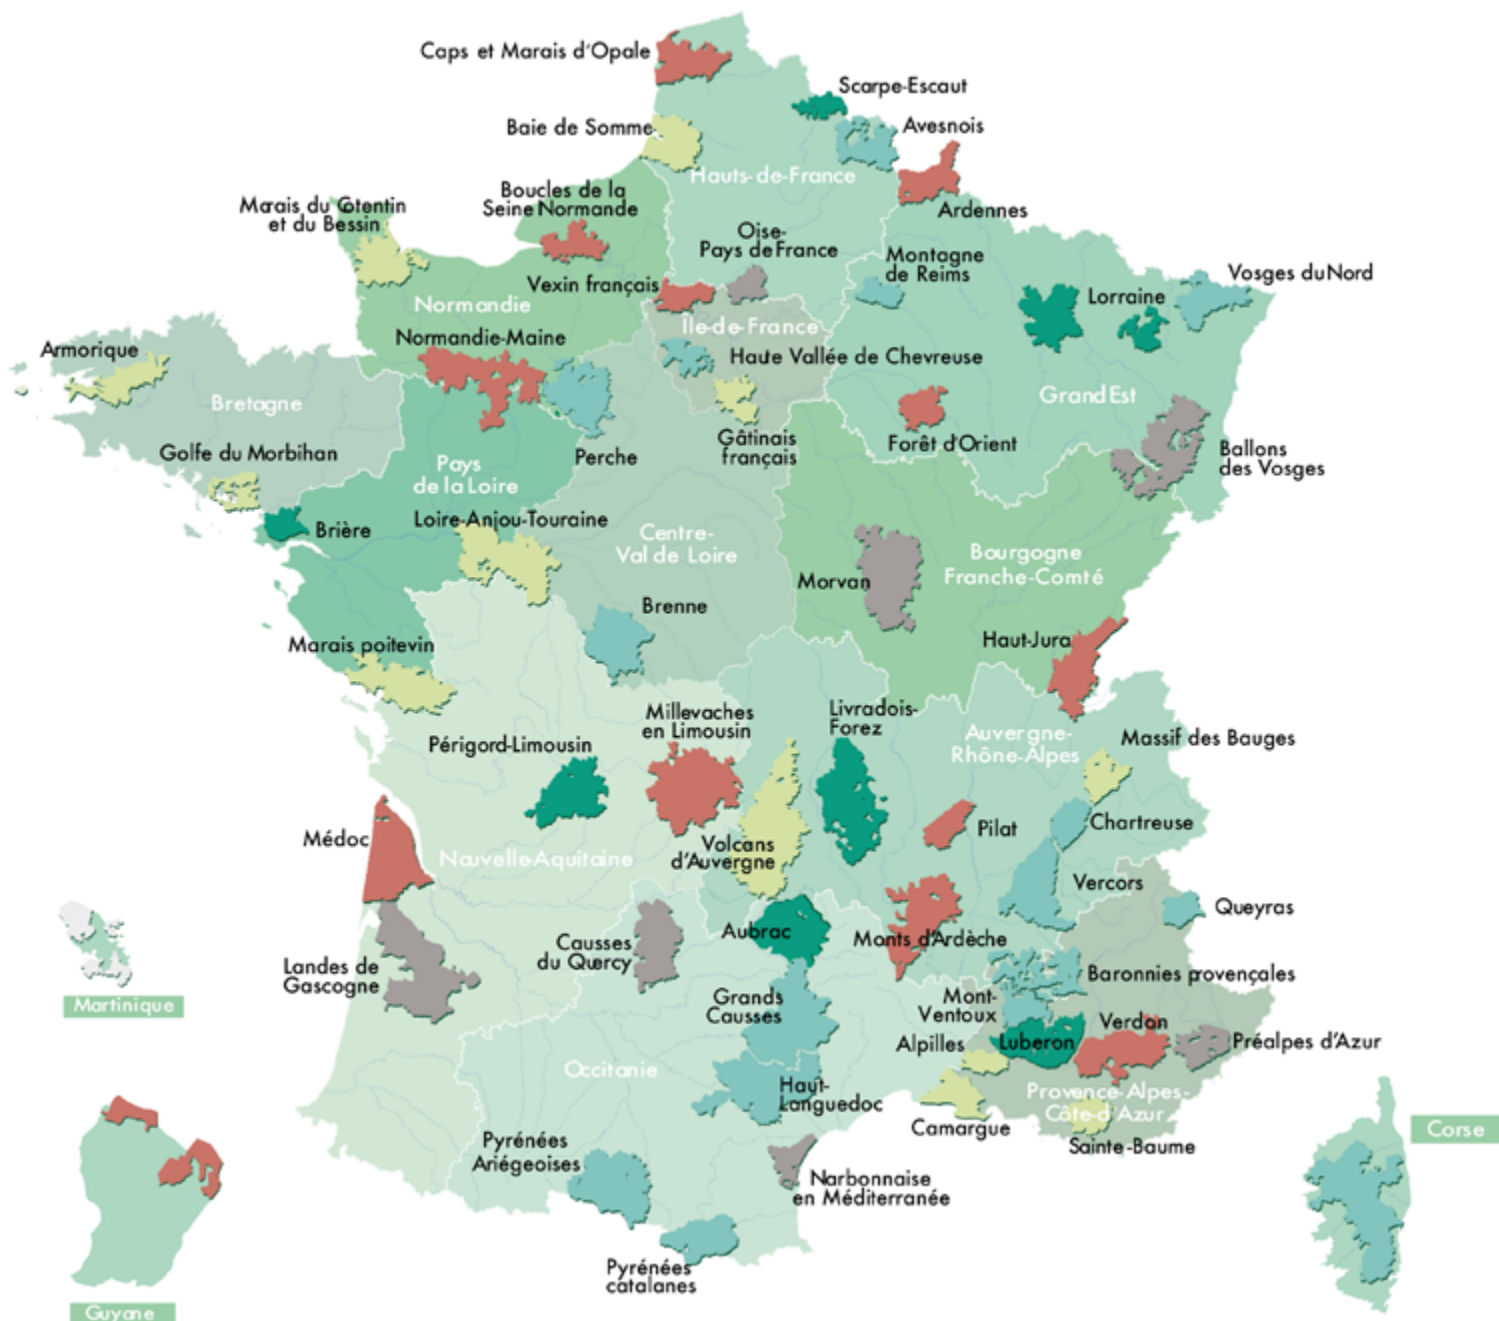 Caps et Marais d'Opale
Scarpe-Escaut
Baie de Somme
Avesnois
Hauts-de-France
Boucles de la
Seine Normande
Marais du Ctentin
et du Bessin
Ardennes
Oise-
Pays de France
Montagne
de Reims
Vosges du Nord
Vexin français
Lorraine
Normandie
Île-de-France
Normandie-Maine
Armorique
Haute Vallée de Chevreuse
Grand Est
Bretagne
Gâtinais
français
Forêt d'Orient
Golfe du Morbihan
Perche
Ballons
des Vosges
Pays
de la Loire
Loire-Anjou-Touraine
Brière
Centre-
Val de Loire
Bourgogne
Franche-Comté
Morvan
Brenne
Haut-Jura
Marais poitevin
Millevaches
en Limousin
Livradois-
Forez
Périgord-Limousin
Auvergne-
Rhône-Alpes
Massif des Bauges
Médoc
Pilat
Chartreuse
Nouvelle-Aquitaine
Volcans
d'Auvergne
Vercors
Queyras
Aubrac
Monts d'Ardèche
Causses
du Quercy
Landes de
Gascogne
Baronnies provençales
Martinique
Grands
Causses
Mont-
Ventoux
Verdon
Alpilles
Luberon
Préalpes d'Azur
Occitanie
Haut-
Languedoc
Provence-Alpes-
Côte-d'Azur
Camargue
Sainte-Baume
Corse
Pyrénées
Ariégeoises
Narbonnaise
en Méditerranée
Pyrénées
catalanes
Guyane